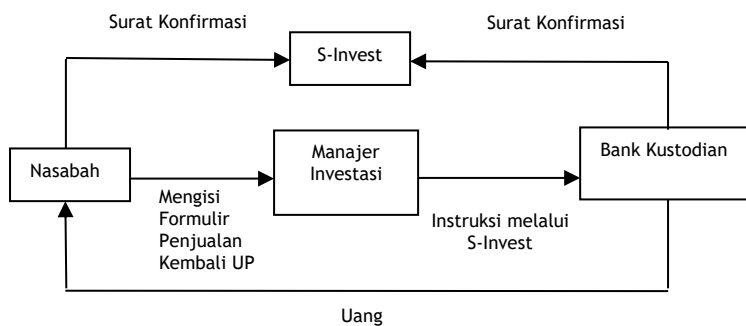 Surat Konfirmasi
Surat Konfirmasi
S-Invest
Nasabah
Manajer
Investasi
Bank Kustodian
Mengisi
Formulir
Penjualan
Kembali UP
Instruksi melalui
S-Invest
Uang